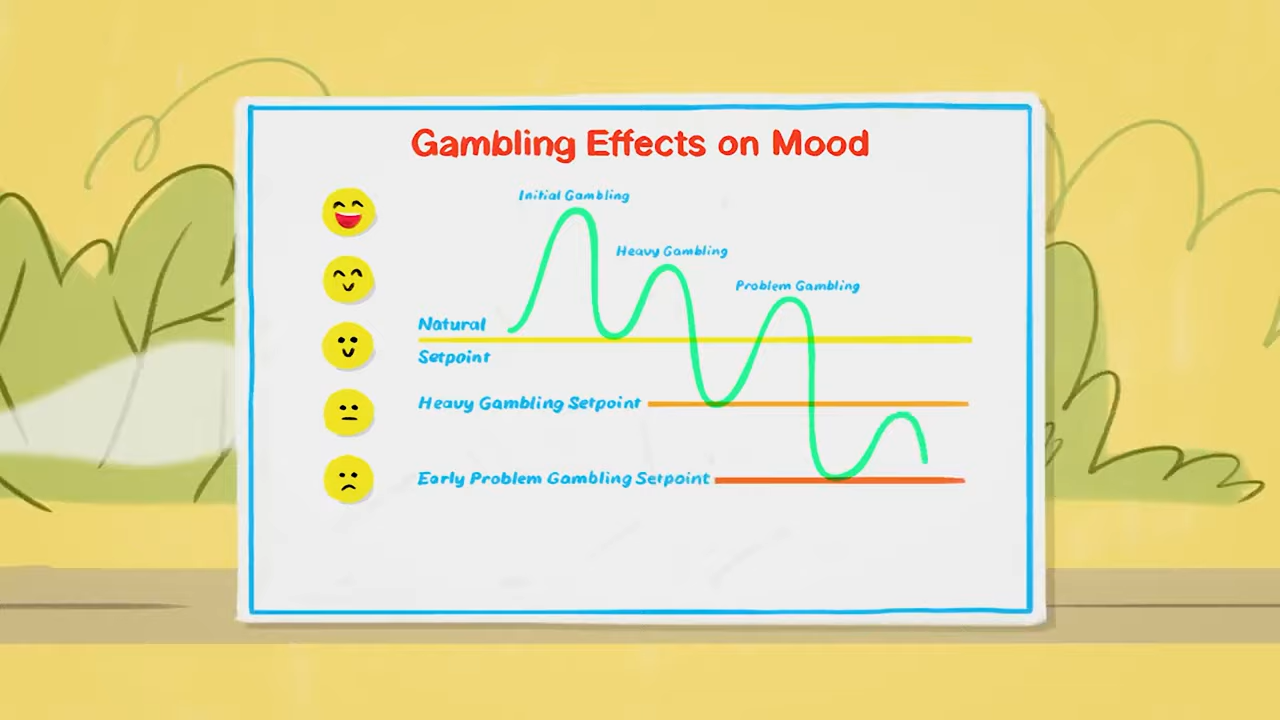 Gambling Effects on Mood
Initial Gambling
Heavy Gambling
Problem Gambling
Natural
Setpoint
Heavy Gambling Setpoint
Early Problem Gambling Setpoint